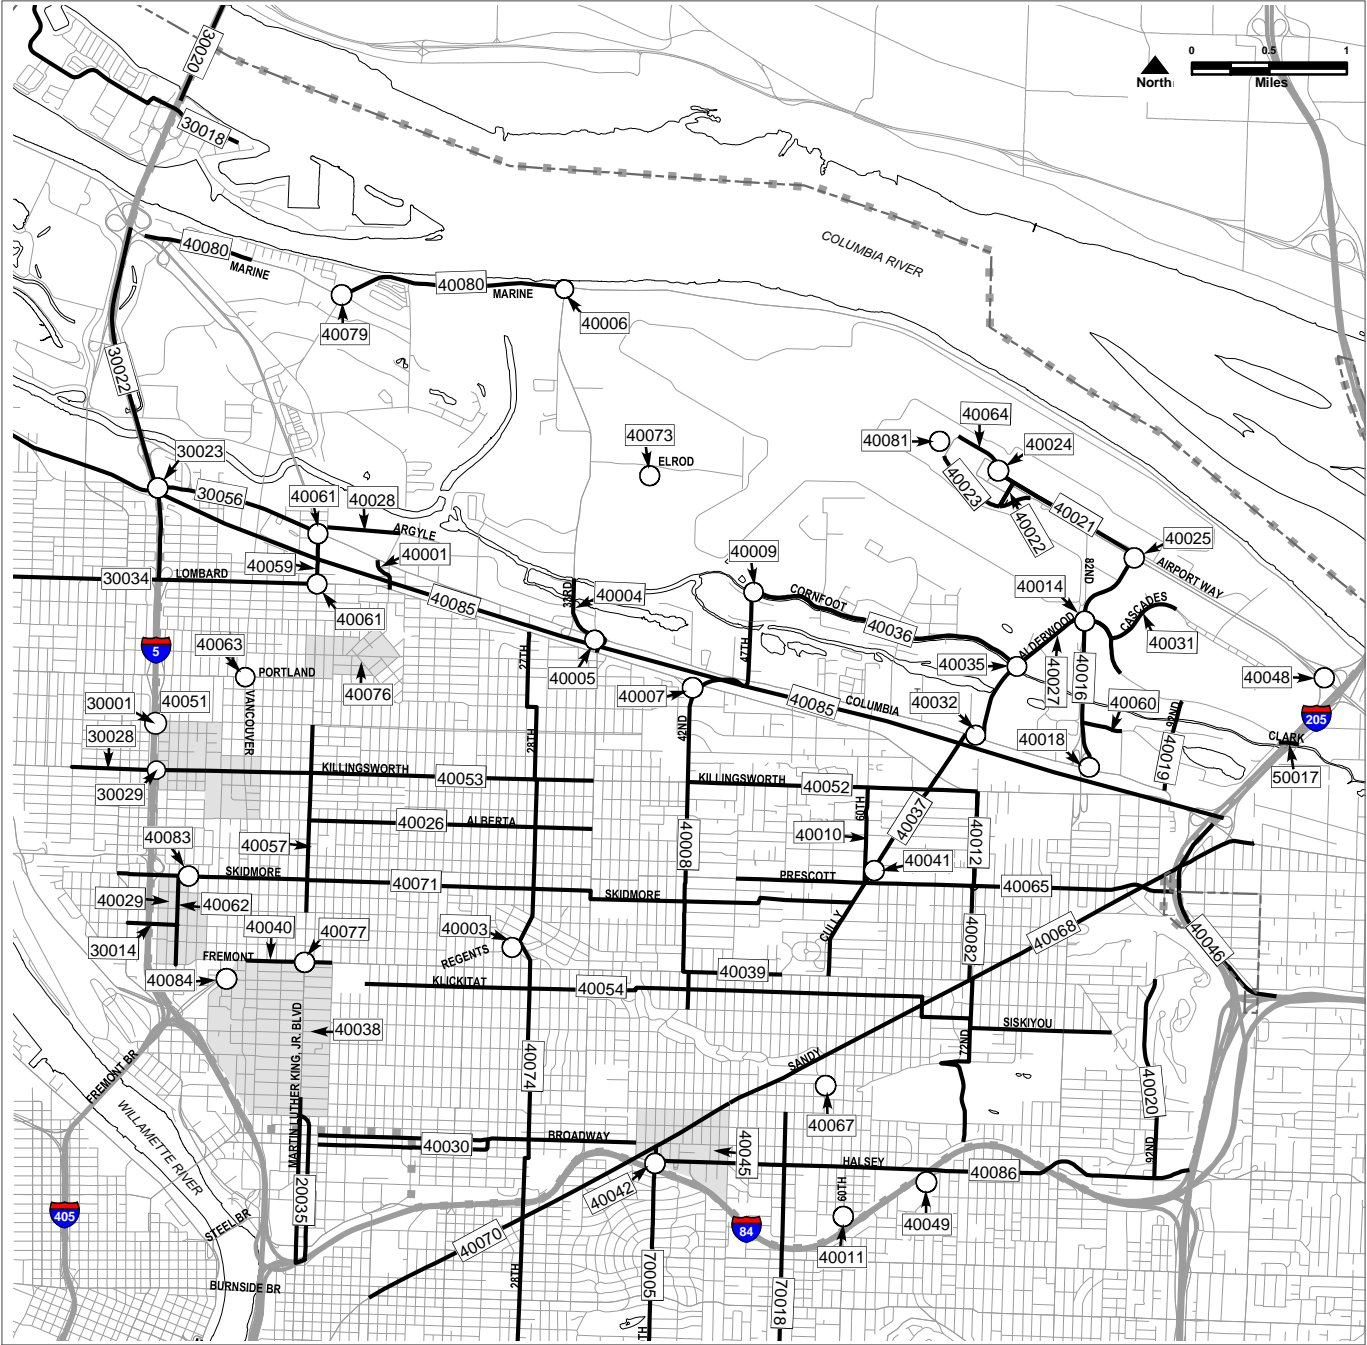 30020
0 0.5 1
North
Miles
30018
COLUMBIA RIVER
40080
MARINE
40080
MARINE
40079
40006
30022
40064
40073
40081
40024
30023
ELROD
40023
30056
40061
40028
40021
40022
ARGYLE
40025
40009
40001
40059
82ND
AIRPORT WAY
30034
LOMBARD
40014
33RD
40004
CORNFOOT
CASCADES
40085
40061
40036
ALDERWOOD
40031
5
40063
27TH
47TH
40035
PORTLAND
40005
40007
40027
40016
40048
40076
40051
30001
VANCOUVER
40085
COLUMBIA
40032
40060
92ND
205
30028
28TH
42ND
40018
40019
CLARK
KILLINGSWORTH
40053
KILLINGSWORTH
40052
50017
30029
60TH
40037
40026
ALBERTA
40083
40057
40008
40010
40012
40041
SKIDMORE
40071
PRESCOTT
40065
SKIDMORE
40029
40062
40040
40077
40003
CULLY
40068
30014
FREMONT
REGENTS
40082
40046
40084
KLICKITAT
40054
40039
MARTIN LUTHER KING, JR. BLVD
40038
SISKIYOU
72ND
40074
SANDY
FREMONT BR
40020
WILLAMETTE RIVER
40067
40030
BROADWAY
40045
HALSEY
40086
92ND
20035
40042
60TH
405
STEEL BR
84
40049
40070
40011
28TH
70005
70018
BURNSIDE BR
TH